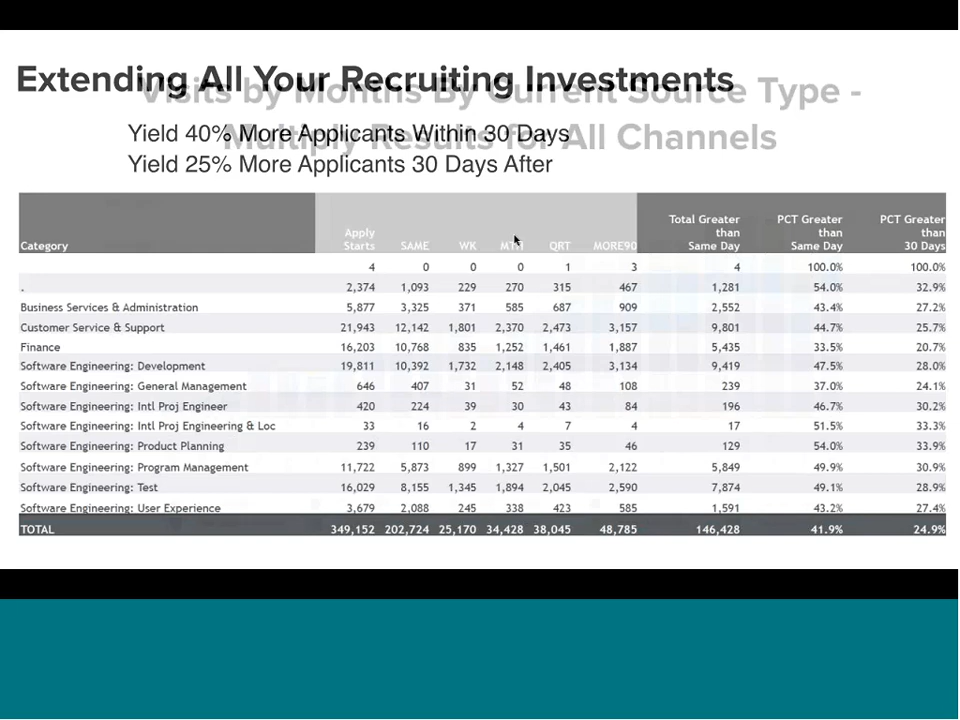 Extending All Your Recruiting Investments
Visits by Months By Current Source Type -
Multiply Results for All Channels
Yield 40% More Applicants Within 30 Days
Yield 25% More Applicants 30 Days After
Category Apply Starts SAME WK MTH QRT MORE90 Total Greater than Same Day PCT Greater than Same Day PCT Greater than 30 Days
4 0 0 0 1 3 4 100.0% 100.0%
. 2,374 1,093 229 270 315 467 1,281 54.0% 32.9%
Business Services & Administration 5,877 3,325 371 585 687 909 2,552 43.4% 27.2%
Customer Service & Support 21,943 12,142 1,801 2,370 2,473 3,157 9,801 44.7% 25.7%
Finance 16,203 10,768 835 1,252 1,461 1,887 5,435 33.5% 20.7%
Software Engineering: Development 19,811 10,392 1,732 2,148 2,405 3,134 9,419 47.5% 28.0%
Software Engineering: General Management 646 407 31 52 48 108 239 37.0% 24.1%
Software Engineering: Intl Proj Engineer 420 224 39 30 43 84 196 46.7% 30.2%
Software Engineering: Intl Proj Engineering & Loc 33 16 2 4 7 4 17 51.5% 33.3%
Software Engineering: Product Planning 239 110 17 31 35 46 129 54.0% 33.9%
Software Engineering: Program Management 11,722 5,873 899 1,327 1,501 2,122 5,849 49.9% 30.9%
Software Engineering: Test 16,029 8,155 1,345 1,894 2,045 2,590 7,874 49.1% 28.9%
Software Engineering: User Experience 3,679 2,088 245 338 423 585 1,591 43.2% 27.4%
TOTAL 349,152 202,724 25,170 34,428 38,045 48,785 146,428 41.9% 24.9%